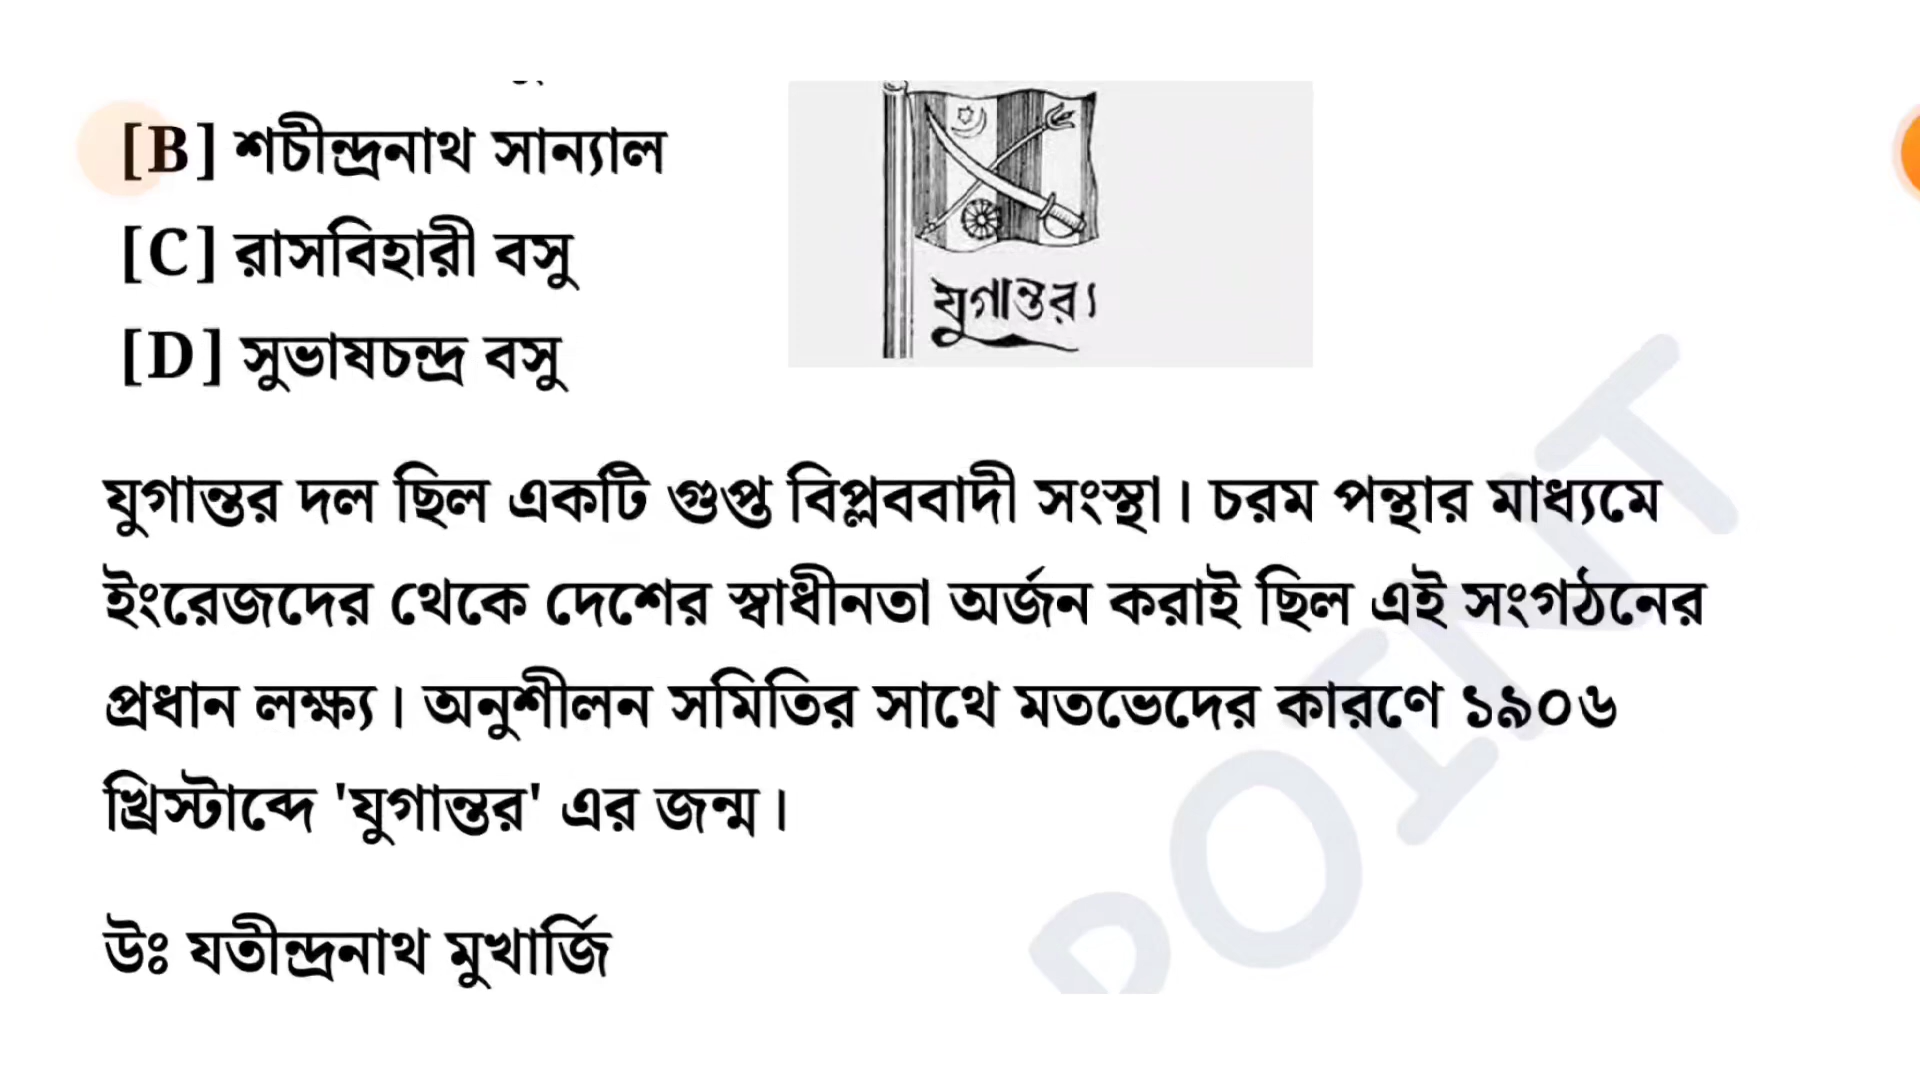 [B] শচীন্দ্রনাথ সান্যাল
[C] রাসবিহারী বসু
[D] সুভাষচন্দ্র বসু
যুগান্তর।
যুগান্তর দল ছিল একটি গুপ্ত বিপ্লববাদী সংস্থা। চরম পন্থার মাধ্যমে
ইংরেজদের থেকে দেশের স্বাধীনতা অর্জন করাই ছিল এই সংগঠনের
প্রধান লক্ষ্য। অনুশীলন সমিতির সাথে মতভেদের কারণে ১৯০৬
খ্রিস্টাব্দে 'যুগান্তর' এর জন্ম।
উঃ যতীন্দ্রনাথ মুখার্জি
POINT